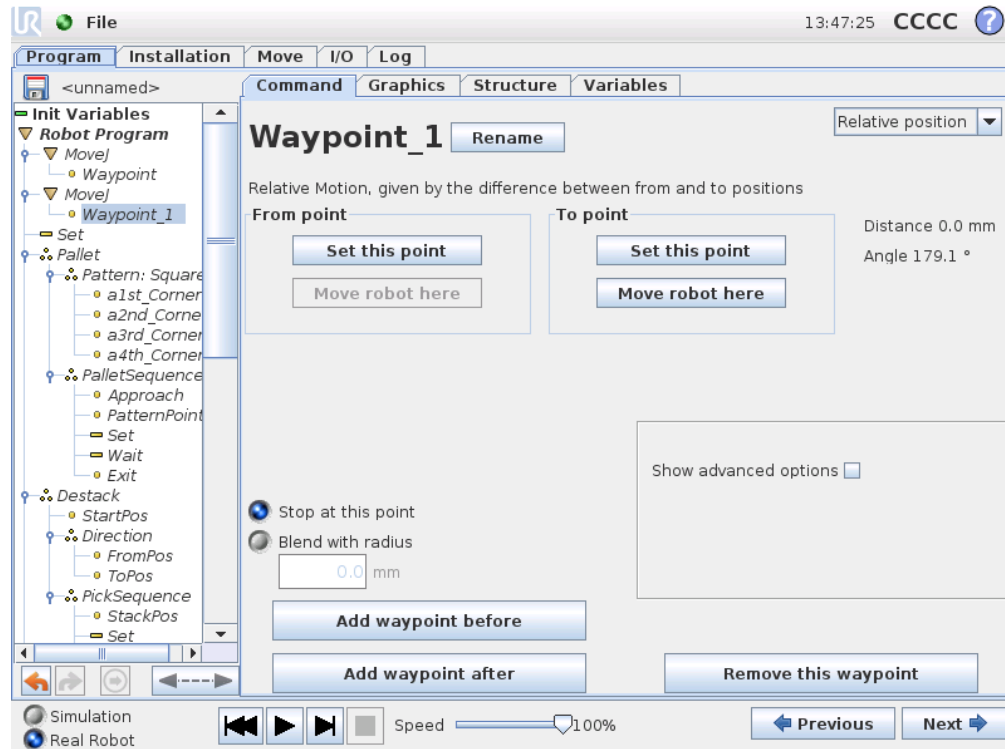 UR File 13:47:25 CCCC ?
Program Installation Move I/O Log
<unnamed>
Command Graphics Structure Variables
Init Variables
Robot Program
MoveJ
Waypoint
MoveJ
Waypoint_1
Set
Pallet
Pattern: Square
a1st_Corner
a2nd_Corne
a3rd_Corner
a4th_Corner
PalletSequence
Approach
PatternPoint
Set
Wait
Exit
Destack
StartPos
Direction
FromPos
ToPos
PickSequence
StackPos
Set
Waypoint_1 Rename Relative position
Relative Motion, given by the difference between from and to positions
From point
Set this point
Move robot here
To point
Set this point
Move robot here
Distance 0.0 mm
Angle 179.1 °
Show advanced options
Stop at this point
Blend with radius
0.0 mm
Add waypoint before
Add waypoint after Remove this waypoint
Simulation
Real Robot
Speed 100%
Previous Next